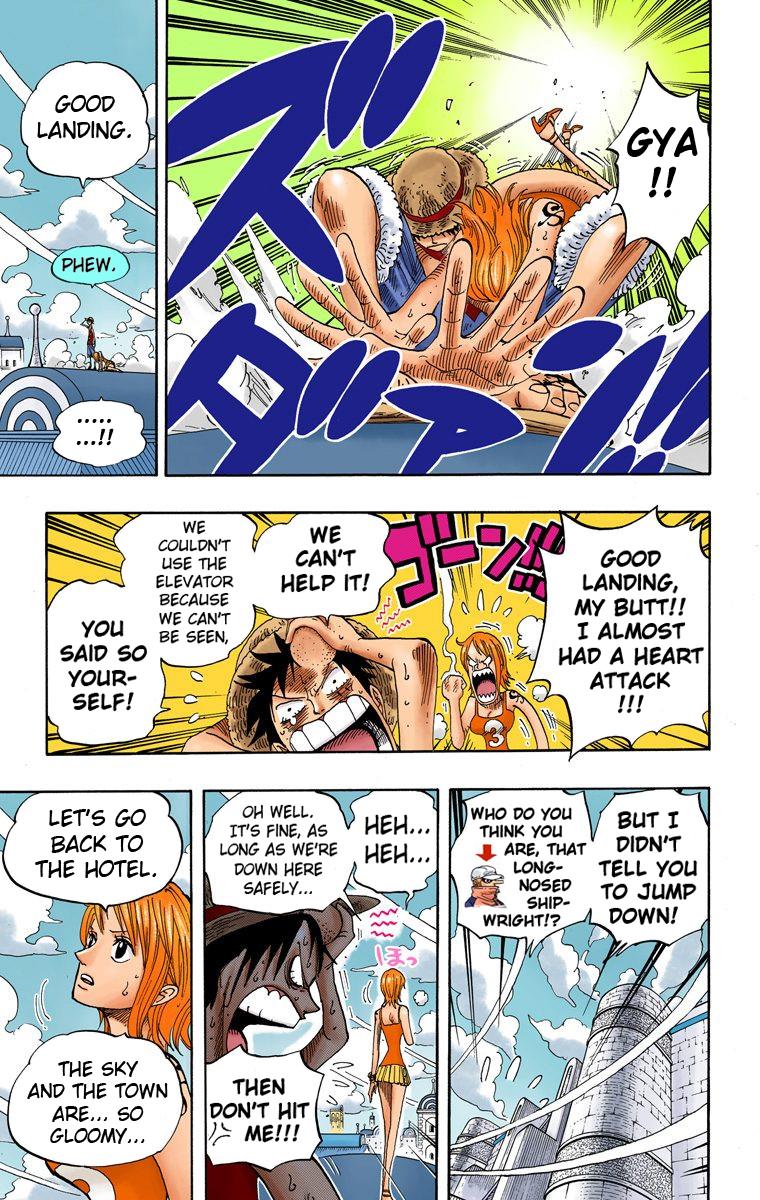 GYA
!!
ズ
ダァン
GOOD
LANDING.
PHEW.
.....
...!!
GOOD
LANDING,
MY BUTT!!
I ALMOST
HAD A HEART
ATTACK
!!!
ゴーン!!
3
WE
CAN'T
HELP IT!
WE
COULDN'T
USE THE
ELEVATOR
BECAUSE
WE CAN'T
BE SEEN,
YOU
SAID SO
YOUR-
SELF!
BUT I
DIDN'T
TELL YOU
TO JUMP
DOWN!
WHO DO YOU
THINK YOU
ARE, THAT
LONG-
NOSED
SHIP-
WRIGHT!?
HEH...
HEH...
OH WELL.
IT'S FINE, AS
LONG AS WE'RE
DOWN HERE
SAFELY...
ほっ
THEN
DON'T HIT
ME!!!
LET'S GO
BACK TO
THE HOTEL.
THE SKY
AND THE TOWN
ARE... SO
GLOOMY...
3